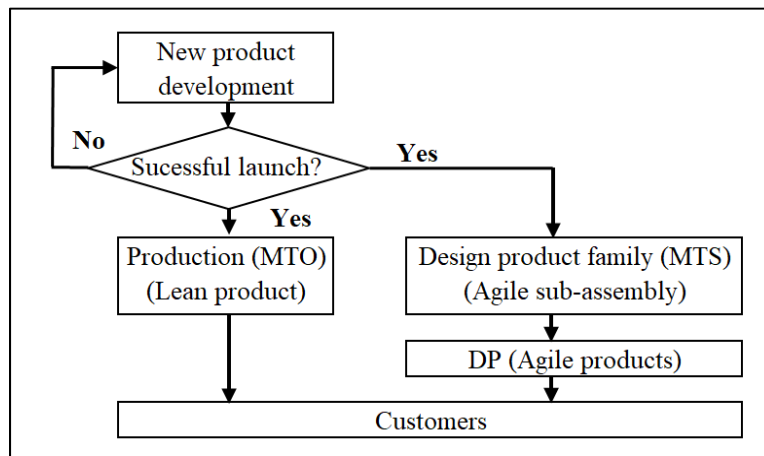 New product
development
No
Sucessful launch?
Yes
Yes
Production (MTO)
(Lean product)
Design product family (MTS)
(Agile sub-assembly)
DP (Agile products)
Customers